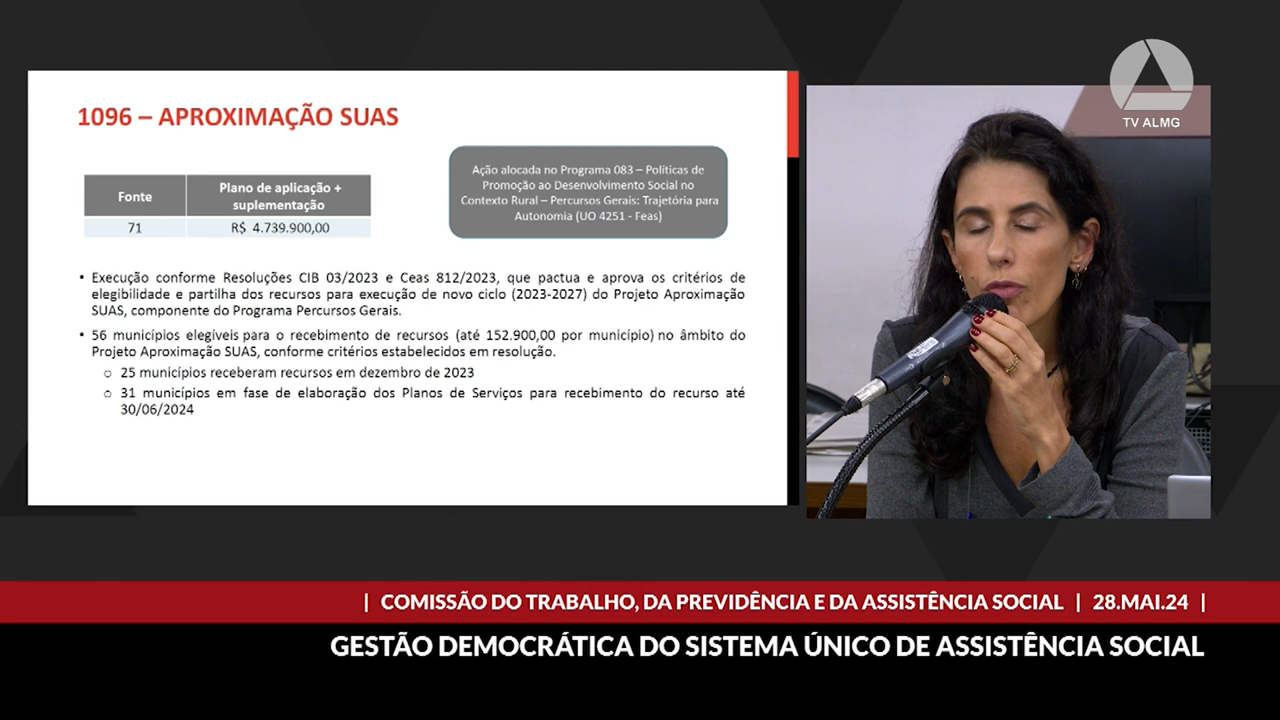 TV ALMG
1096 – APROXIMAÇÃO SUAS
Fonte
Plano de aplicação +
suplementação
71
R$ 4.739.900,00
Ação alocada no Programa 083 – Políticas de
Promoção ao Desenvolvimento Social no
Contexto Rural – Percursos Gerais: Trajetória para
Autonomia (UO 4251 - Feas)
• Execução conforme Resoluções CIB 03/2023 e Ceas 812/2023, que pactua e aprova os critérios de
elegibilidade e partilha dos recursos para execução de novo ciclo (2023-2027) do Projeto Aproximação
SUAS, componente do Programa Percursos Gerais.
• 56 municípios elegíveis para o recebimento de recursos (até 152.900,00 por município) no âmbito do
Projeto Aproximação SUAS, conforme critérios estabelecidos em resolução.
o 25 municípios receberam recursos em dezembro de 2023
o 31 municípios em fase de elaboração dos Planos de Serviços para recebimento do recurso até
30/06/2024
| COMISSÃO DO TRABALHO, DA PREVIDÊNCIA E DA ASSISTÊNCIA SOCIAL | 28.MAI.24 |
GESTÃO DEMOCRÁTICA DO SISTEMA ÚNICO DE ASSISTÊNCIA SOCIAL